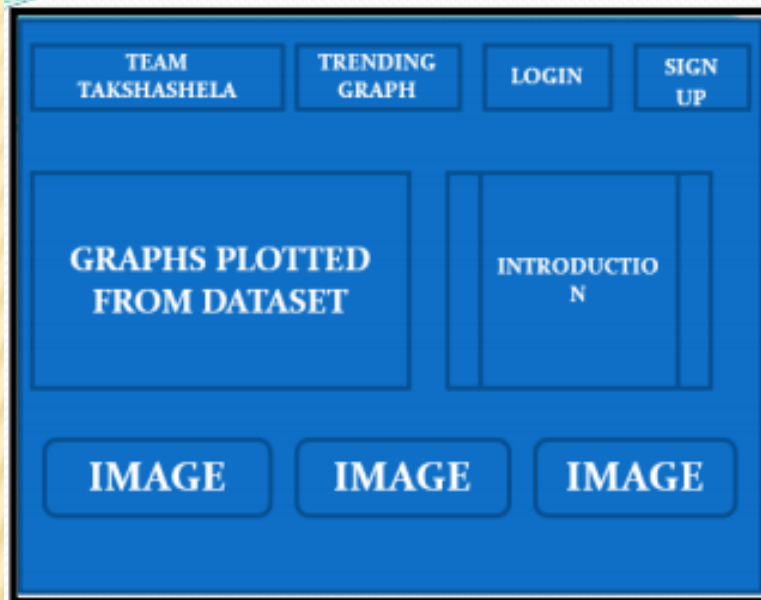 TEAM
TAKSHASHELA
TRENDING
GRAPH
LOGIN
SIGN
UP
GRAPHS PLOTTED
FROM DATASET
INTRODUCTIO
N
IMAGE
IMAGE
IMAGE